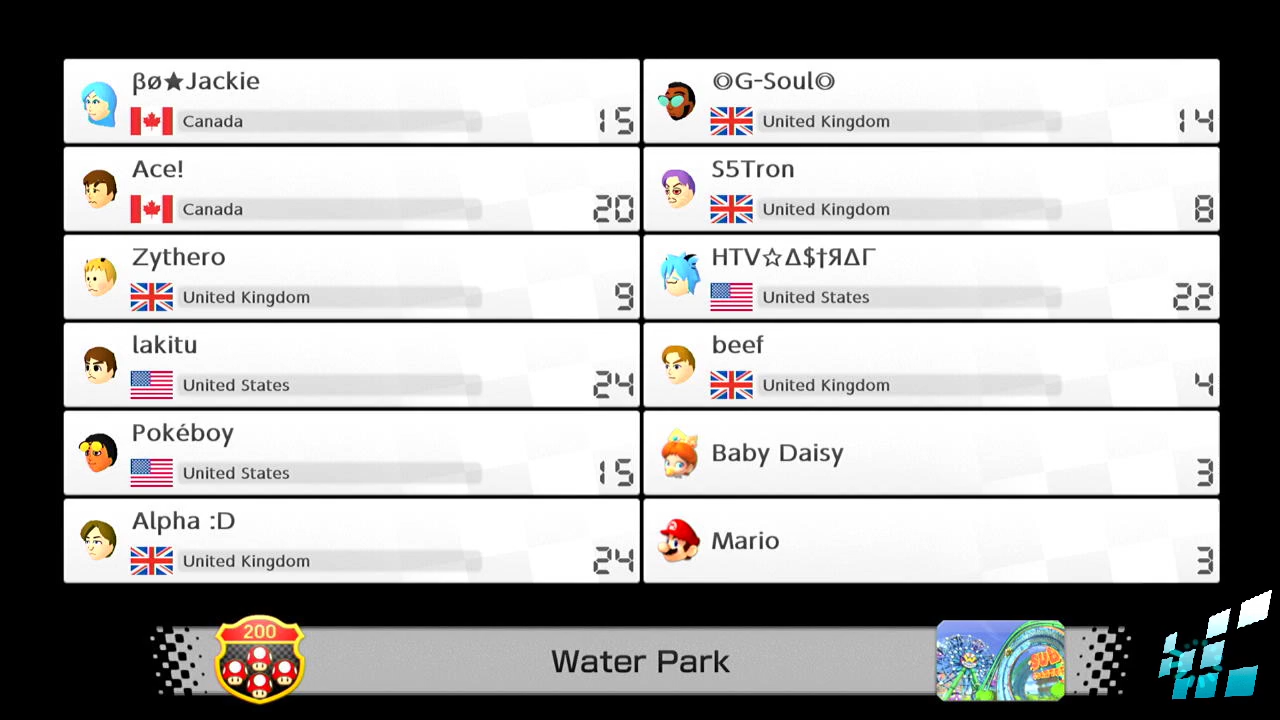 βø★Jackie
Canada
15
Ace!
Canada
20
Zythero
United Kingdom
9
lakitu
United States
24
Pokéboy
United States
15
Alpha :D
United Kingdom
24
◎G-Soul◎
United Kingdom
14
S5Tron
United Kingdom
8
HTV☆Δ$†ЯΔΓ
United States
22
beef
United Kingdom
4
Baby Daisy
3
Mario
3
200
Water Park